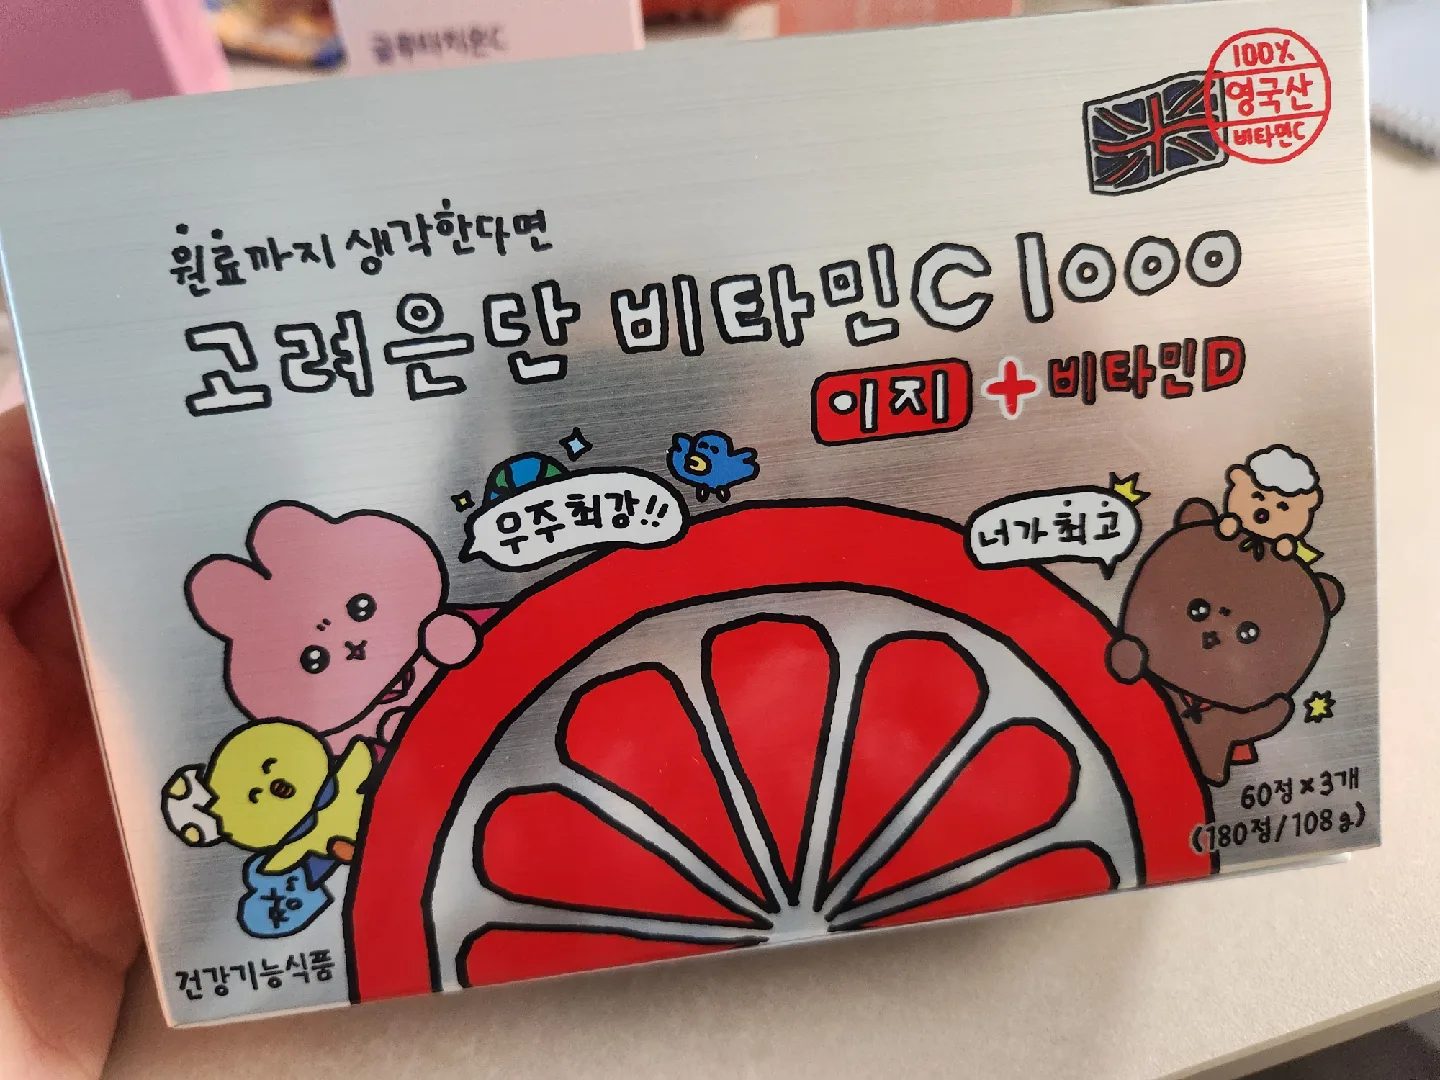 100%
영국산
비타민C
원료까지 생각한다면
고려은단 비타민C 1000
이지 + 비타민D
우주최강!!
너가 최고
60정×3개
(180정/108g)
건강기능식품